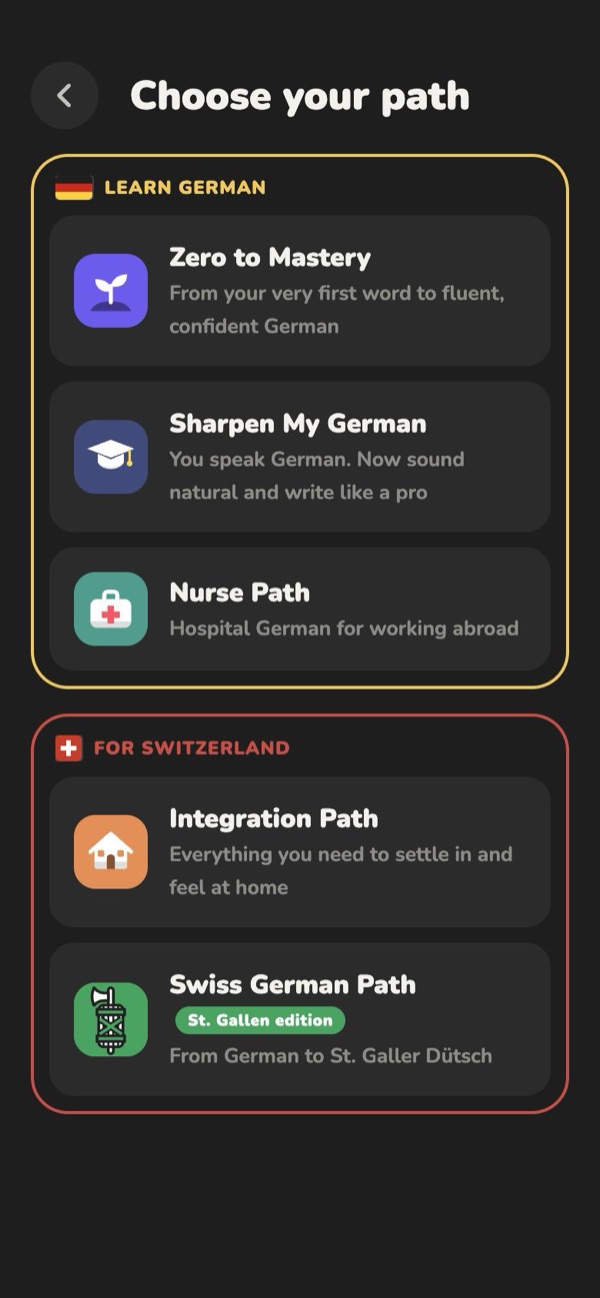 Choose your path
LEARN GERMAN
Zero to Mastery
From your very first word to fluent,
confident German
Sharpen My German
You speak German. Now sound
natural and write like a pro
Nurse Path
Hospital German for working abroad
FOR SWITZERLAND
Integration Path
Everything you need to settle in and
feel at home
Swiss German Path
St. Gallen edition
From German to St. Galler Dütsch